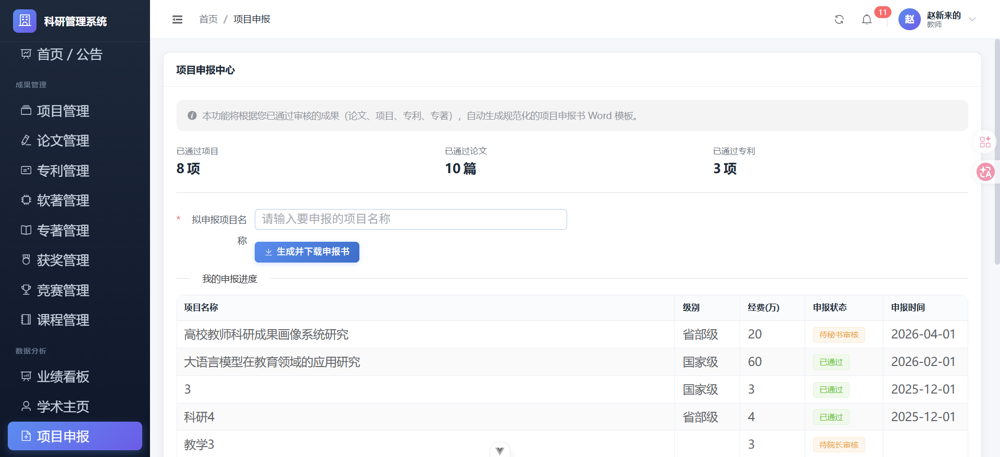 科研管理系统
首页 / 公告
成果管理
项目管理
论文管理
专利管理
软著管理
专著管理
获奖管理
竞赛管理
课程管理
数据分析
业绩看板
学术主页
项目申报
首页 / 项目申报
11
赵
赵新来的
教师
项目申报中心
本功能将根据您已通过审核的成果（论文、项目、专利、专著），自动生成规范化的项目申报书 Word 模板。
已通过项目
8 项
已通过论文
10 篇
已通过专利
3 项
* 拟申报项目名称
请输入要申报的项目名称
生成并下载申报书
我的申报进度
项目名称 级别 经费(万) 申报状态 申报时间
高校教师科研成果画像系统研究 省部级 20 待秘书审核 2026-04-01
大语言模型在教育领域的应用研究 国家级 60 已通过 2026-02-01
3 国家级 3 已通过 2025-12-01
科研4 省部级 4 已通过 2025-12-01
教学3 3 待院长审核